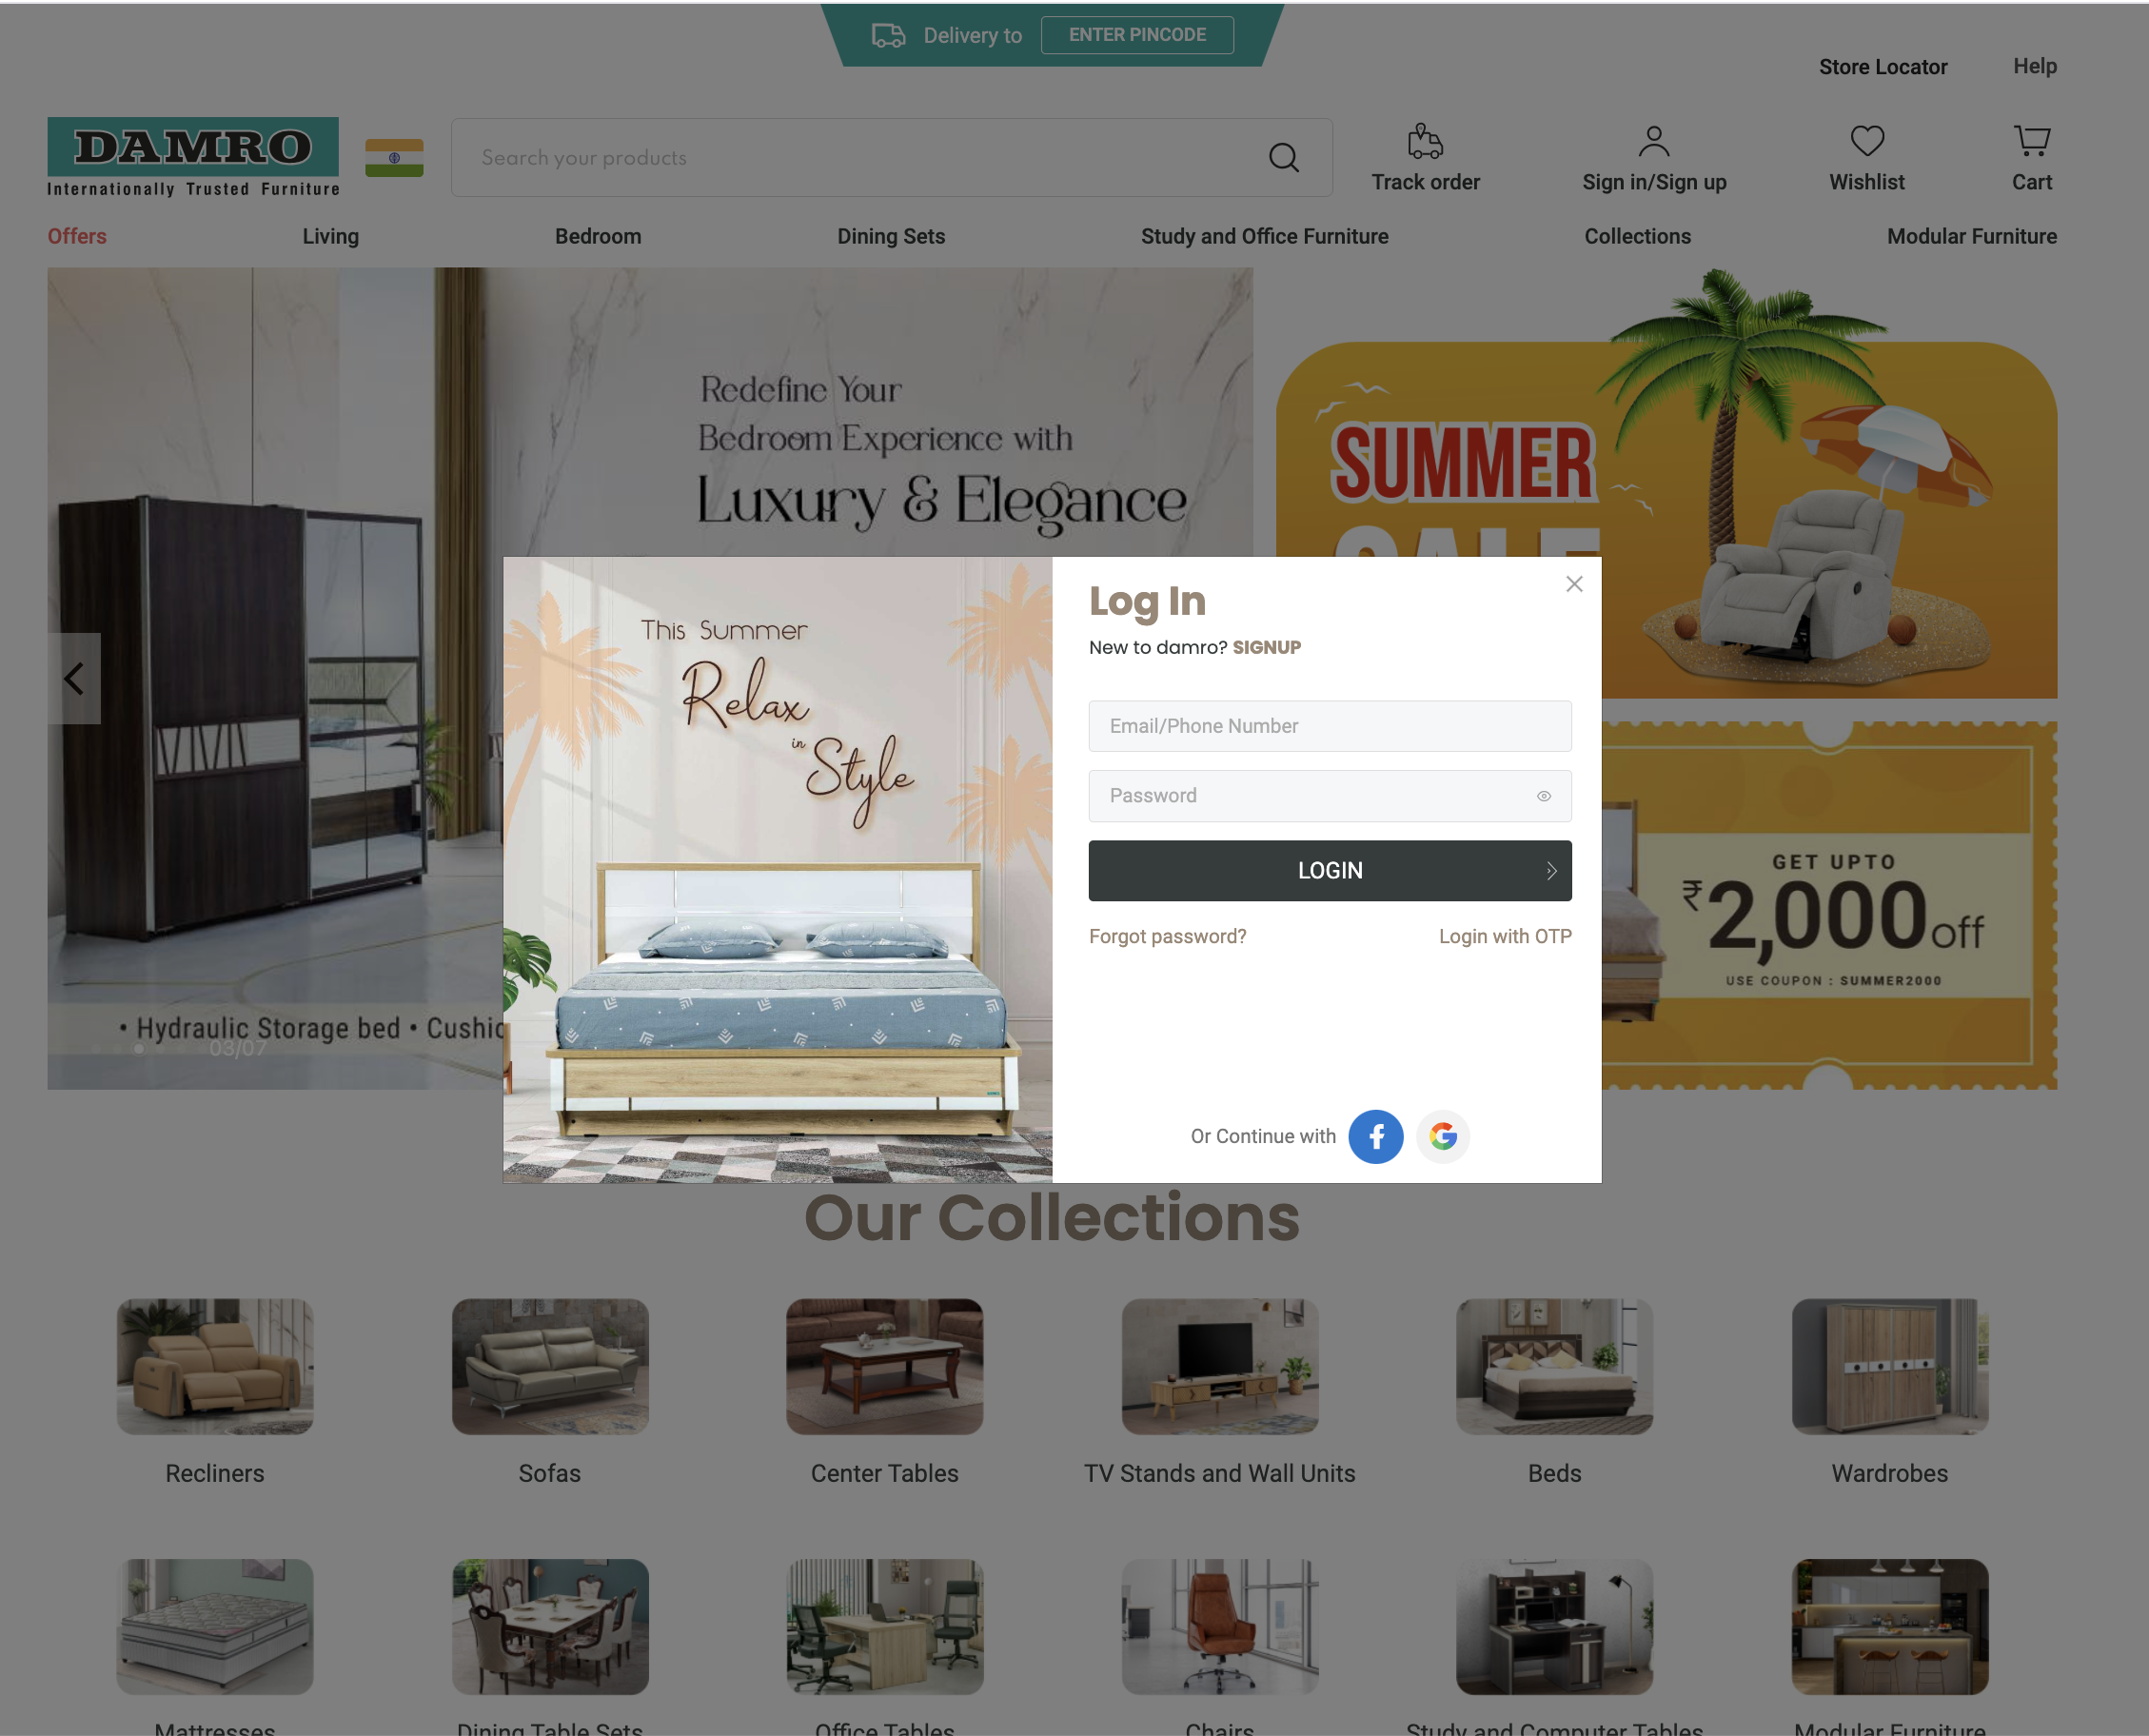 Delivery to ENTER PINCODE
Store Locator Help
DAMRO
Internationally Trusted Furniture
Search your products
Track order Sign in/Sign up Wishlist Cart
Offers Living Bedroom Dining Sets Study and Office Furniture Collections Modular Furniture
Redefine Your
Bedroom Experience with
Luxury & Elegance
• Hydraulic Storage bed • Cushic
03/07
SUMMER
SALE
GET UPTO
₹2,000off
USE COUPON : SUMMER2000
This Summer
Relax
in
Style
Log In
New to damro? SIGNUP
Email/Phone Number
Password
LOGIN
Forgot password? Login with OTP
Or Continue with
Our Collections
Recliners Sofas Center Tables TV Stands and Wall Units Beds Wardrobes
Mattresses Dining Table Sets Office Tables Chairs Study and Computer Tables Modular Furniture